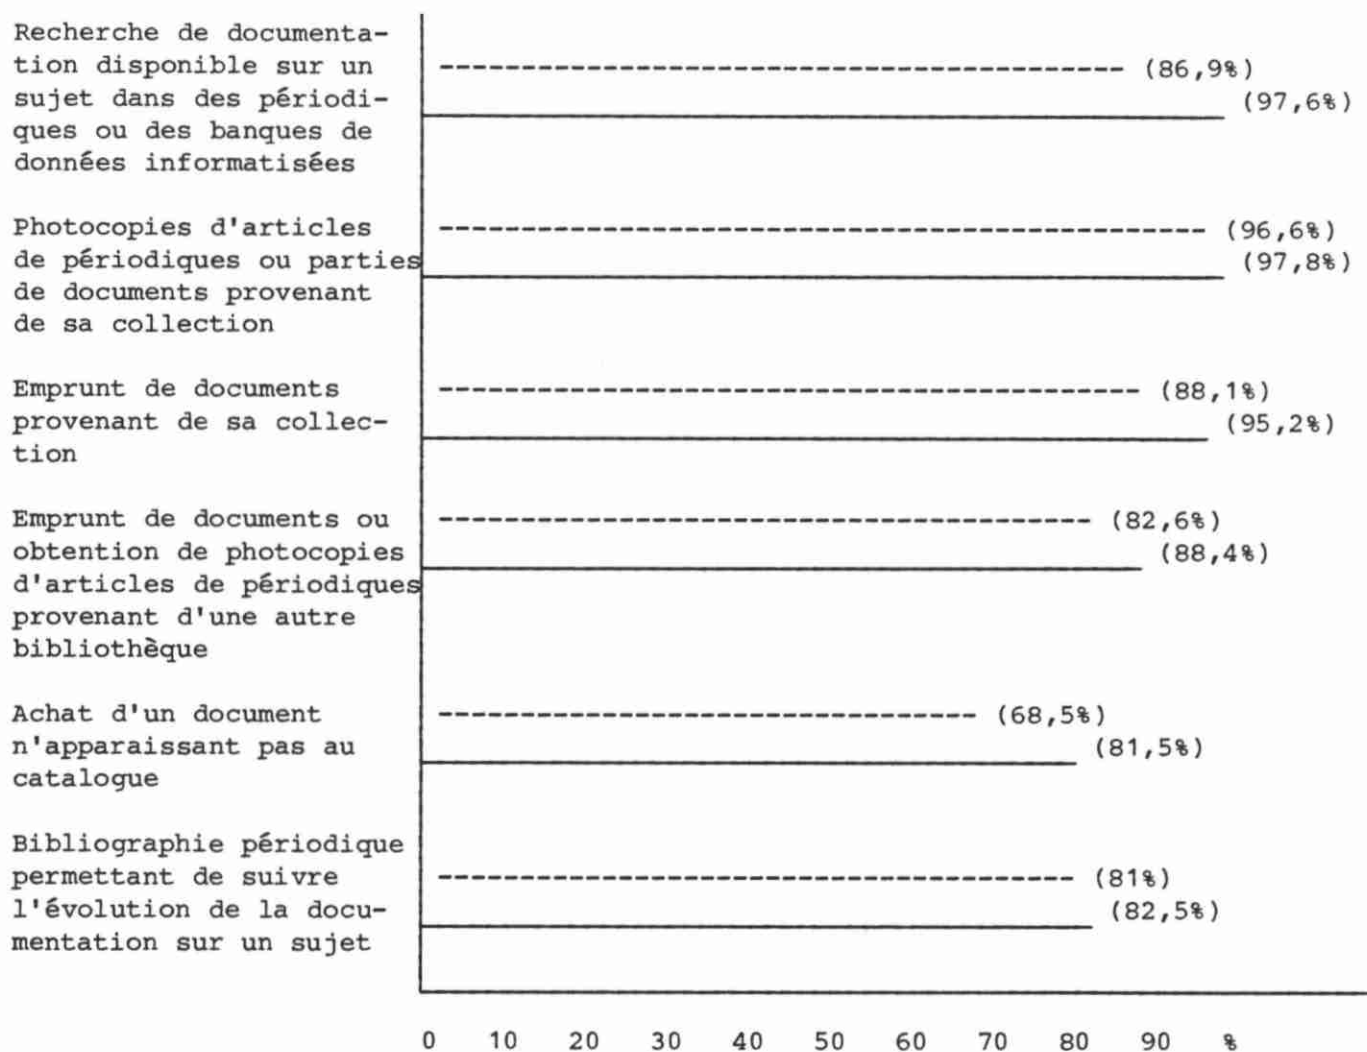 Recherche de documenta-
tion disponible sur un
sujet dans des périodi-
ques ou des banques de
données informatisées
(86,9%)
(97,6%)
Photocopies d'articles
de périodiques ou parties
de documents provenant
de sa collection
(96,6%)
(97,8%)
Emprunt de documents
provenant de sa collec-
tion
(88,1%)
(95,2%)
Emprunt de documents ou
obtention de photocopies
d'articles de périodiques
provenant d'une autre
bibliothèque
(82,6%)
(88,4%)
Achat d'un document
n'apparaissant pas au
catalogue
(68,5%)
(81,5%)
Bibliographie périodique
permettant de suivre
l'évolution de la docu-
mentation sur un sujet
(81%)
(82,5%)
0 10 20 30 40 50 60 70 80 90 %